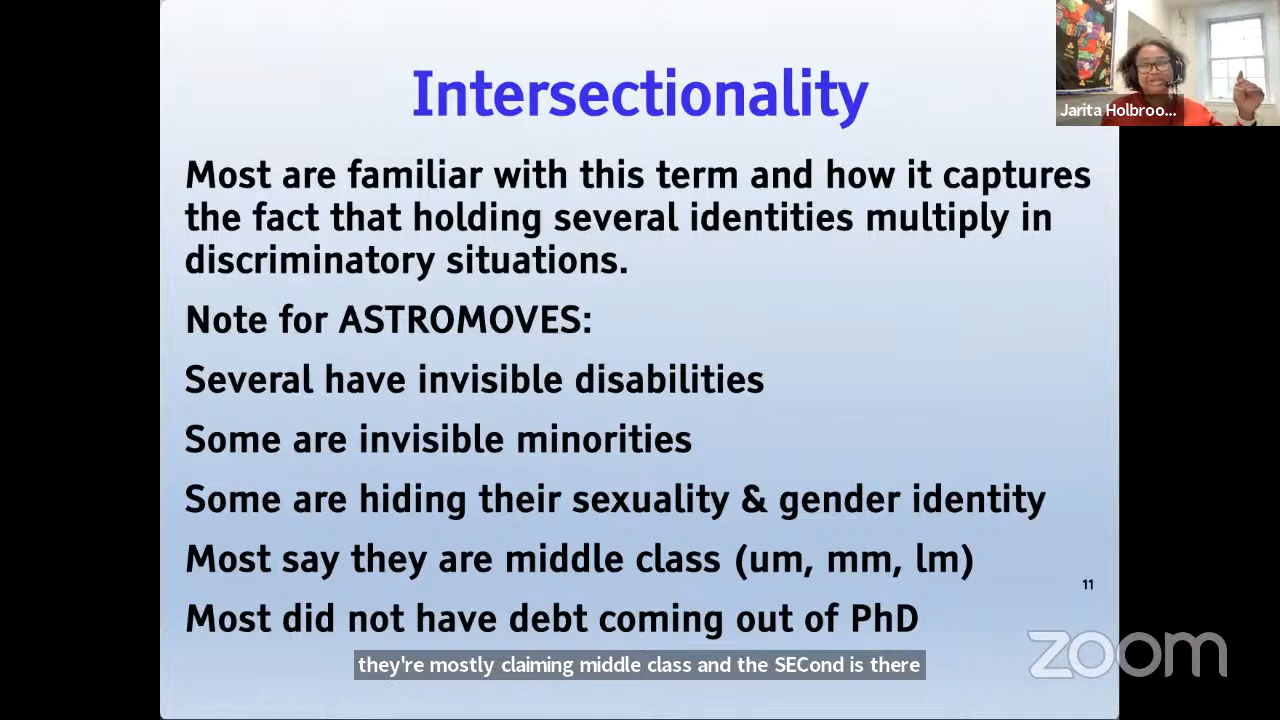 Intersectionality
Jarita Holbroo...
Most are familiar with this term and how it captures
the fact that holding several identities multiply in
discriminatory situations.
Note for ASTROMOVES:
Several have invisible disabilities
Some are invisible minorities
Some are hiding their sexuality & gender identity
Most say they are middle class (um, mm, lm)
11
Most did not have debt coming out of PhD
zoom
they're mostly claiming middle class and the SECond is there